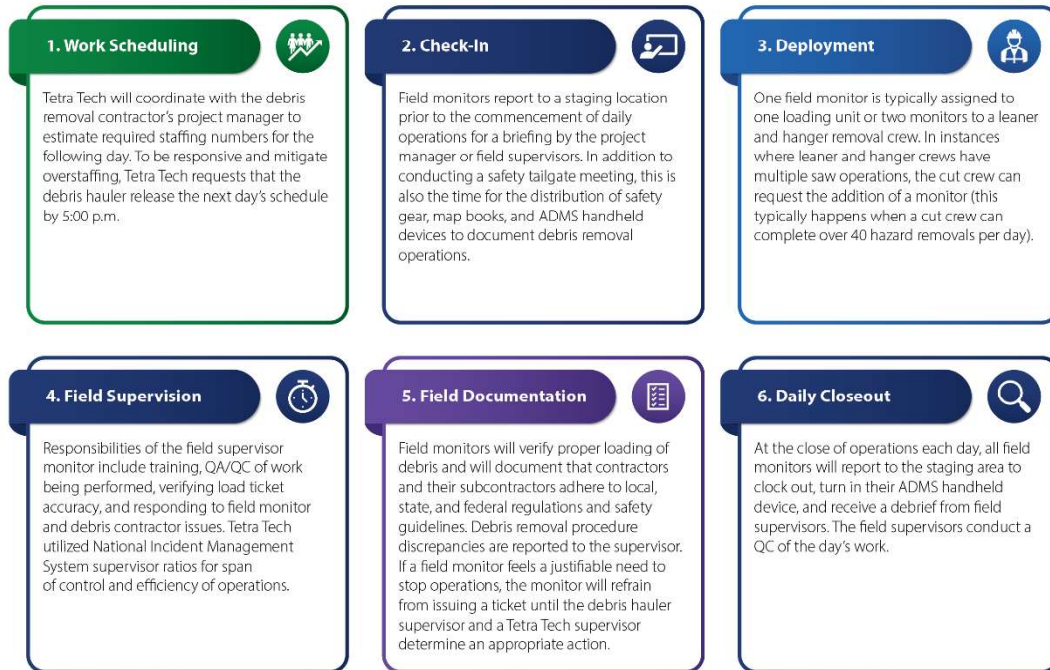 1. Work Scheduling
Tetra Tech will coordinate with the debris
removal contractor's project manager to
estimate required staffing numbers for the
following day. To be responsive and mitigate
overstaffing, Tetra Tech requests that the
debris hauler release the next day's schedule
by 5:00 p.m.
2. Check-In
Field monitors report to a staging location
prior to the commencement of daily
operations for a briefing by the project
manager or field supervisors. In addition to
conducting a safety tailgate meeting, this is
also the time for the distribution of safety
gear, map books, and ADMS handheld
devices to document debris removal
operations.
3. Deployment
One field monitor is typically assigned to
one loading unit or two monitors to a leaner
and hanger removal crew. In instances
where leaner and hanger crews have
multiple saw operations, the cut crew can
request the addition of a monitor (this
typically happens when a cut crew can
complete over 40 hazard removals per day).
4. Field Supervision
Responsibilities of the field supervisor
monitor include training, QA/QC of work
being performed, verifying load ticket
accuracy, and responding to field monitor
and debris contractor issues. Tetra Tech
utilized National Incident Management
System supervisor ratios for span
of control and efficiency of operations.
5. Field Documentation
Field monitors will verify proper loading of
debris and will document that contractors
and their subcontractors adhere to local,
state, and federal regulations and safety
guidelines. Debris removal procedure
discrepancies are reported to the supervisor.
If a field monitor feels a justifiable need to
stop operations, the monitor will refrain
from issuing a ticket until the debris hauler
supervisor and a Tetra Tech supervisor
determine an appropriate action.
6. Daily Closeout
At the close of operations each day, all field
monitors will report to the staging area to
clock out, turn in their ADMS handheld
device, and receive a debrief from field
supervisors. The field supervisors conduct a
QC of the day's work.